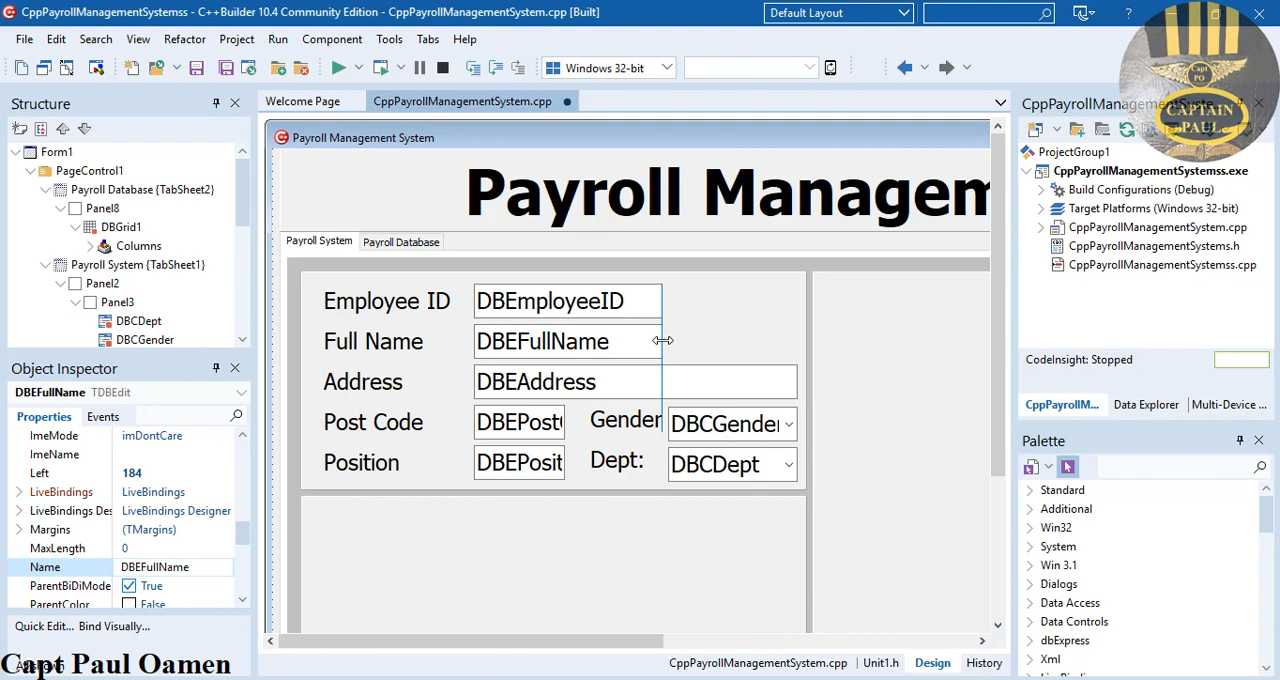 CppPayrollManagementSystemss - C++Builder 10.4 Community Edition - CppPayrollManagementSystem.cpp [Built]
Default Layout
File Edit Search View Refactor Project Run Component Tools Tabs Help
Windows 32-bit
Structure
Form1
PageControl1
Payroll Database {TabSheet2}
Panel8
DBGrid1
Columns
Payroll System {TabSheet1}
Panel2
Panel3
DBCDept
DBCGender
Object Inspector
DBEFullName TDBEdit
Properties Events
ImeMode imDontCare
ImeName
Left 184
LiveBindings LiveBindings
LiveBindings Des LiveBindings Designer
Margins (TMargins)
MaxLength 0
Name DBEFullName
ParentBiDiMode True
ParentColor False
Quick Edit... Bind Visually...
Capt Paul Oamen
Welcome Page CppPayrollManagementSystem.cpp
Payroll Management System
Payroll Managem
Payroll System Payroll Database
Employee ID DBEmployeeID
Full Name DBEFullName
Address DBEAddress
Post Code DBEPost Gender DBCGender
Position DBEPosit Dept: DBCDept
CppPayrollManagementSystem.cpp Unit1.h Design History
CppPayrollManagementSyste
Capt PO
CAPTAIN PAUL
ProjectGroup1
CppPayrollManagementSystemss.exe
Build Configurations (Debug)
Target Platforms (Windows 32-bit)
CppPayrollManagementSystem.cpp
CppPayrollManagementSystems.h
CppPayrollManagementSystemss.cpp
CodeInsight: Stopped
CppPayrollM... Data Explorer Multi-Device ...
Palette
Standard
Additional
Win32
System
Win 3.1
Dialogs
Data Access
Data Controls
dbExpress
Xml